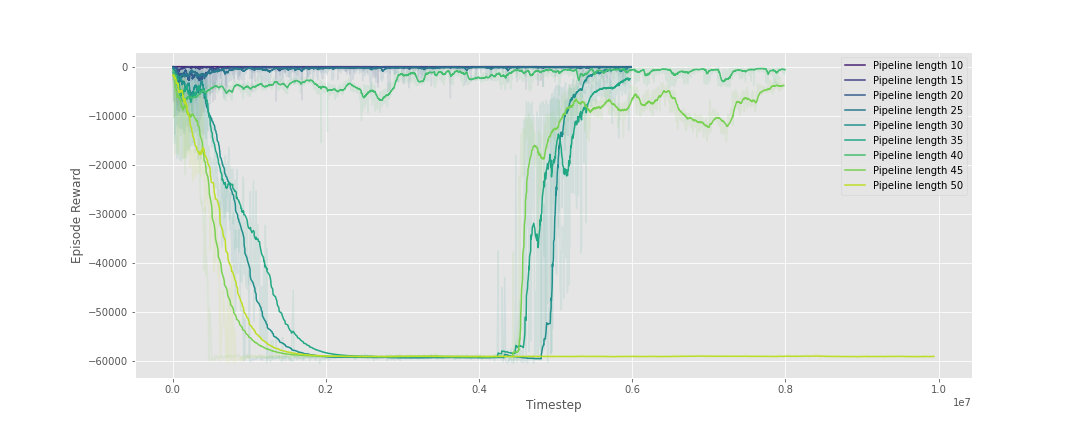 Episode Reward
0
−10000
−20000
−30000
−40000
−50000
−60000
0.0
0.2
0.4
0.6
0.8
1.0
1e7
Timestep
Pipeline length 10
Pipeline length 15
Pipeline length 20
Pipeline length 25
Pipeline length 30
Pipeline length 35
Pipeline length 40
Pipeline length 45
Pipeline length 50